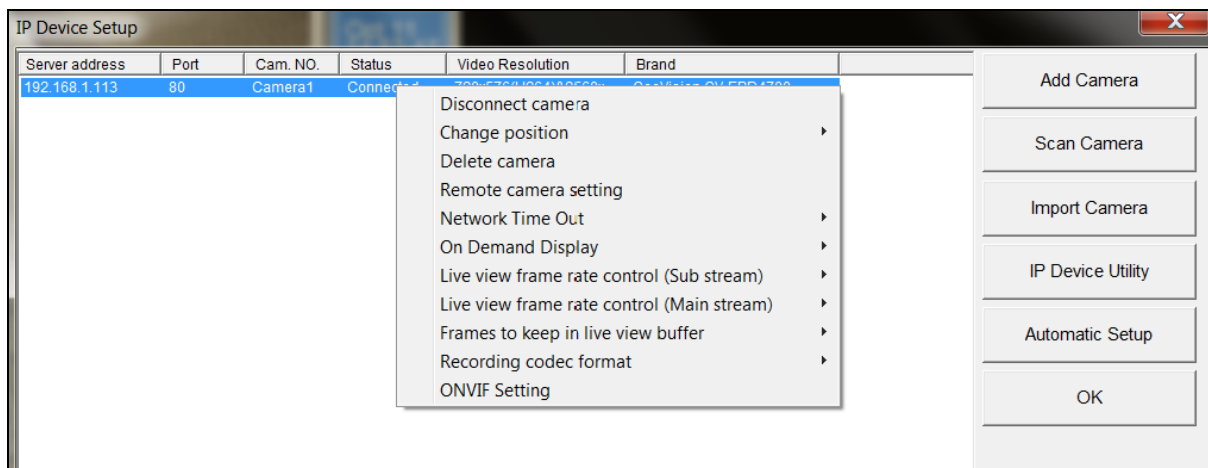 IP Device Setup
Server address Port Cam. NO. Status Video Resolution Brand
192.168.1.113 80 Camera1
Disconnect camera
Change position
Delete camera
Remote camera setting
Network Time Out
On Demand Display
Live view frame rate control (Sub stream)
Live view frame rate control (Main stream)
Frames to keep in live view buffer
Recording codec format
ONVIF Setting
Add Camera
Scan Camera
Import Camera
IP Device Utility
Automatic Setup
OK